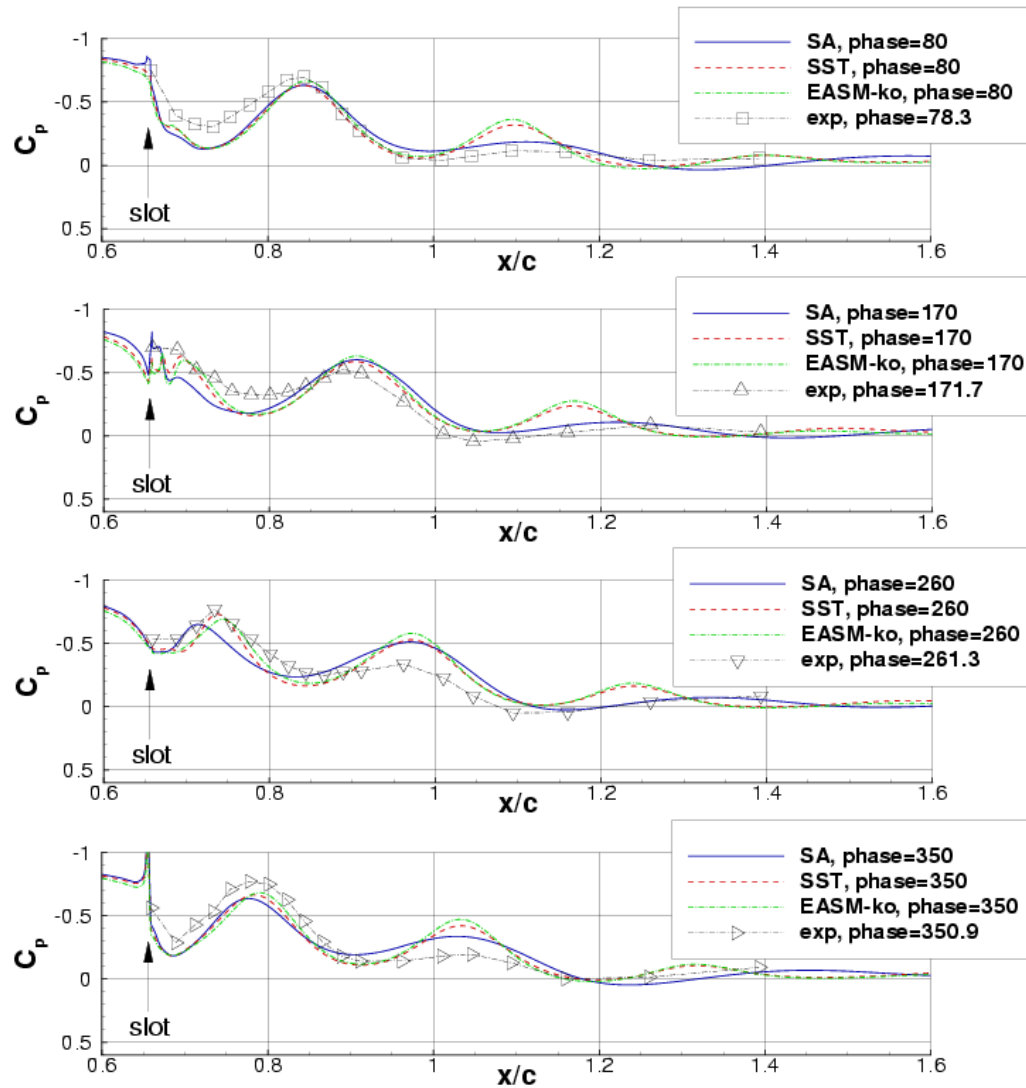 -1
-0.5
0
0.5
Cp
slot
0.6
0.8
1
1.2
1.4
1.6
x/c
SA, phase=80
SST, phase=80
EASM-ko, phase=80
exp, phase=78.3
-1
-0.5
0
0.5
Cp
slot
0.6
0.8
1
1.2
1.4
1.6
x/c
SA, phase=170
SST, phase=170
EASM-ko, phase=170
exp, phase=171.7
-1
-0.5
0
0.5
Cp
slot
0.6
0.8
1
1.2
1.4
1.6
x/c
SA, phase=260
SST, phase=260
EASM-ko, phase=260
exp, phase=261.3
-1
-0.5
0
0.5
Cp
slot
0.6
0.8
1
1.2
1.4
1.6
x/c
SA, phase=350
SST, phase=350
EASM-ko, phase=350
exp, phase=350.9